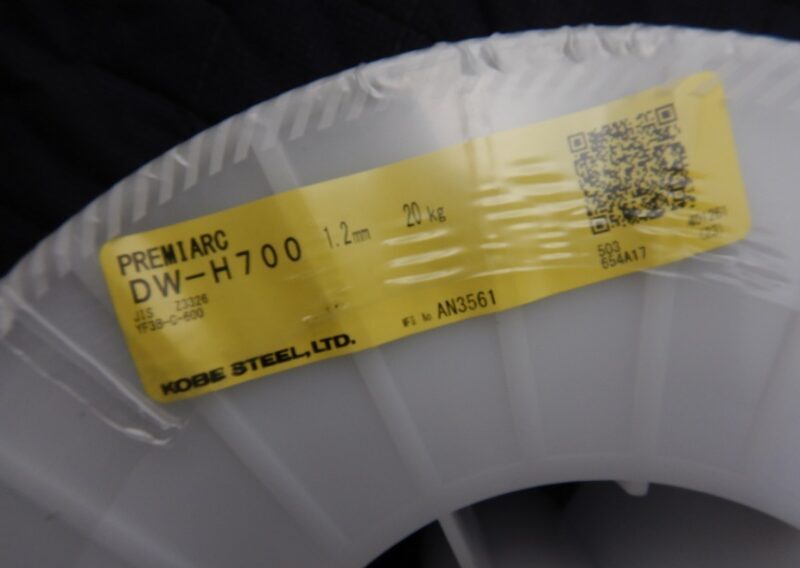 PREMIARC
DW-H700 1.2mm 20kg
JIS Z3326
YF3B-C-600
KOBE STEEL, LTD.
MFG No AN3561
503
654A17